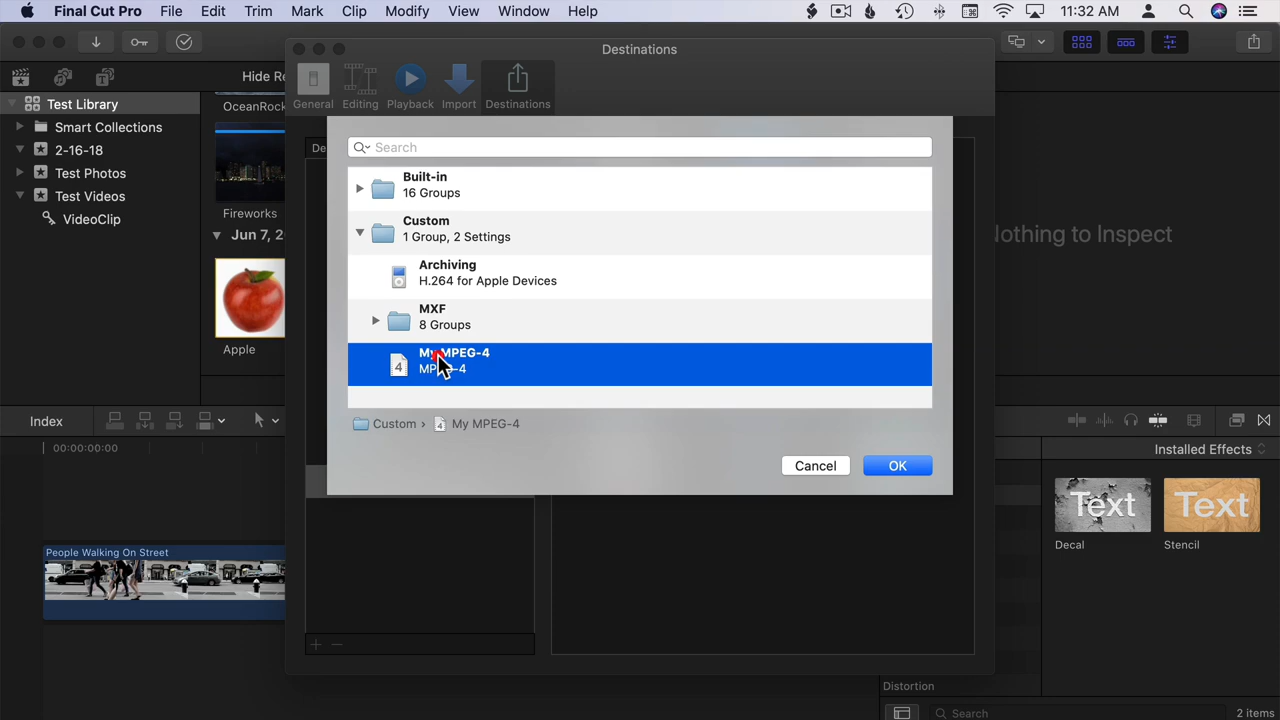 Final Cut Pro File Edit Trim Mark Clip Modify View Window Help 11:32 AM
Destinations
General Editing Playback Import Destinations
Hide Re
Test Library
Smart Collections
2-16-18
Test Photos
Test Videos
VideoClip
OceanRock
Fireworks
Jun 7, 2
Apple
De
Search
Built-in
16 Groups
Custom
1 Group, 2 Settings
Archiving
H.264 for Apple Devices
MXF
8 Groups
4
My MPEG-4
MPEG-4
Custom › My MPEG-4
Cancel OK
Nothing to Inspect
Index
00:00:00:00
People Walking On Street
Installed Effects
Text
Decal
Text
Stencil
Distortion
Search
2 items